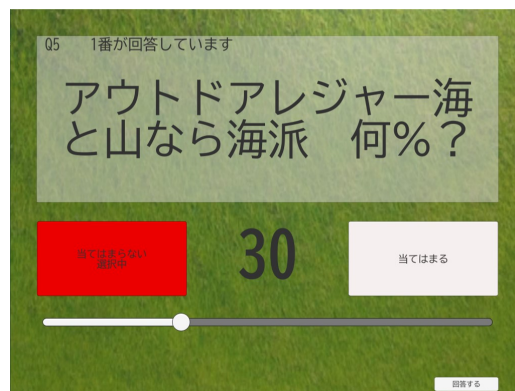 Q5　1番が回答しています
アウトドアレジャー海
と山なら海派　何%？
当てはまらない
選択中
30
当てはまる
回答する